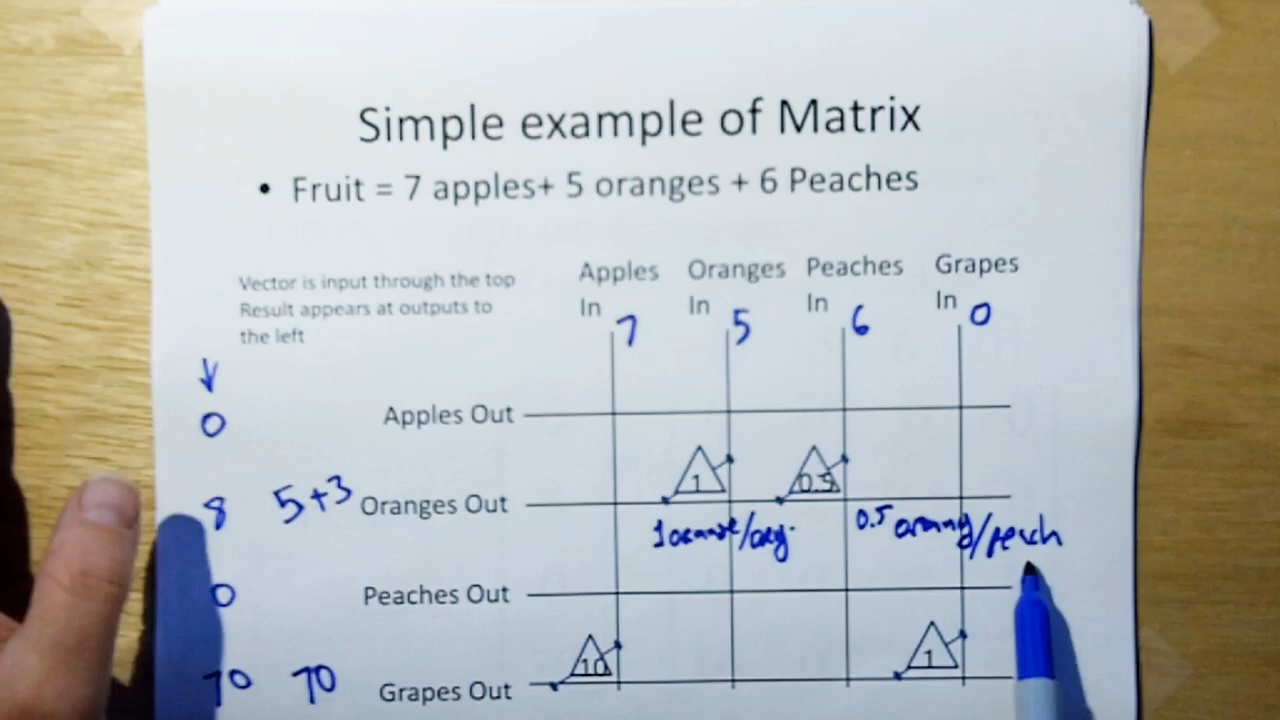 Simple example of Matrix
• Fruit = 7 apples+ 5 oranges + 6 Peaches
Vector is input through the top
Result appears at outputs to
the left
Apples Oranges Peaches Grapes
In In In In
7 5 6 0
0 Apples Out
1 0.5
8 5+3 Oranges Out
1 orange/ 0.5 orange/peach
0 Peaches Out
10 1
70 70 Grapes Out